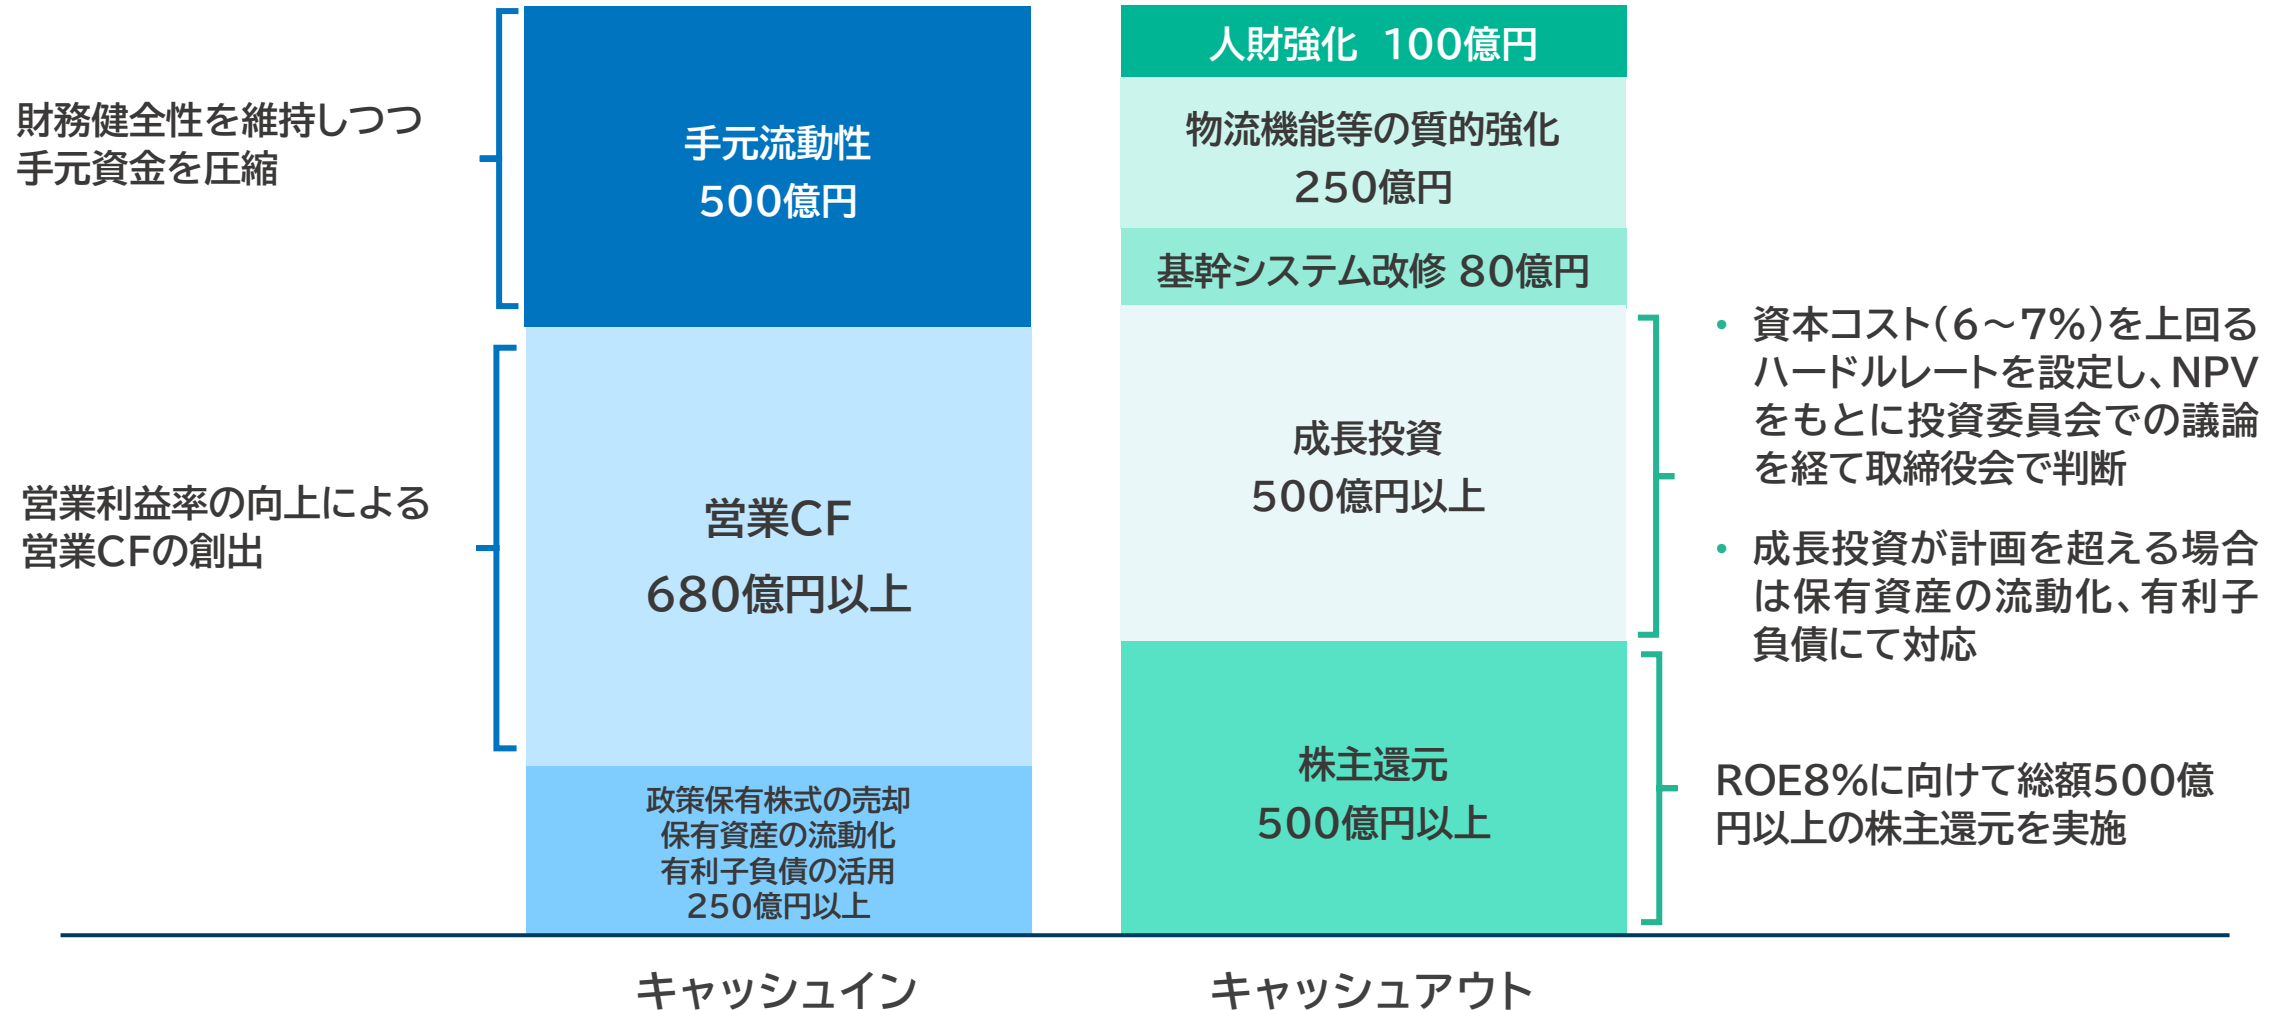 財務健全性を維持しつつ
手元資金を圧縮
営業利益率の向上による
営業CFの創出
手元流動性
500億円
営業CF
680億円以上
政策保有株式の売却
保有資産の流動化
有利子負債の活用
250億円以上
キャッシュイン
人財強化 100億円
物流機能等の質的強化
250億円
基幹システム改修 80億円
成長投資
500億円以上
株主還元
500億円以上
キャッシュアウト
• 資本コスト(6～7%)を上回る
ハードルレートを設定し、NPV
をもとに投資委員会での議論
を経て取締役会で判断
• 成長投資が計画を超える場合
は保有資産の流動化、有利子
負債にて対応
ROE8%に向けて総額500億
円以上の株主還元を実施